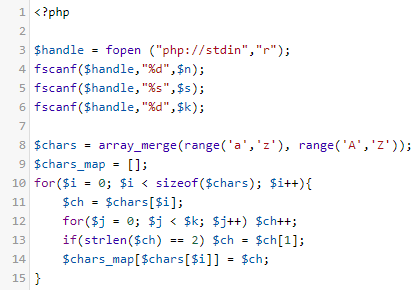 1 <?php
2
3 $handle = fopen ("php://stdin","r");
4 fscanf($handle,"%d",$n);
5 fscanf($handle,"%s",$s);
6 fscanf($handle,"%d",$k);
7
8 $chars = array_merge(range('a','z'), range('A','Z'));
9 $chars_map = [];
10 for($i = 0; $i < sizeof($chars); $i++){
11     $ch = $chars[$i];
12     for($j = 0; $j < $k; $j++) $ch++;
13     if(strlen($ch) == 2) $ch = $ch[1];
14     $chars_map[$chars[$i]] = $ch;
15 }